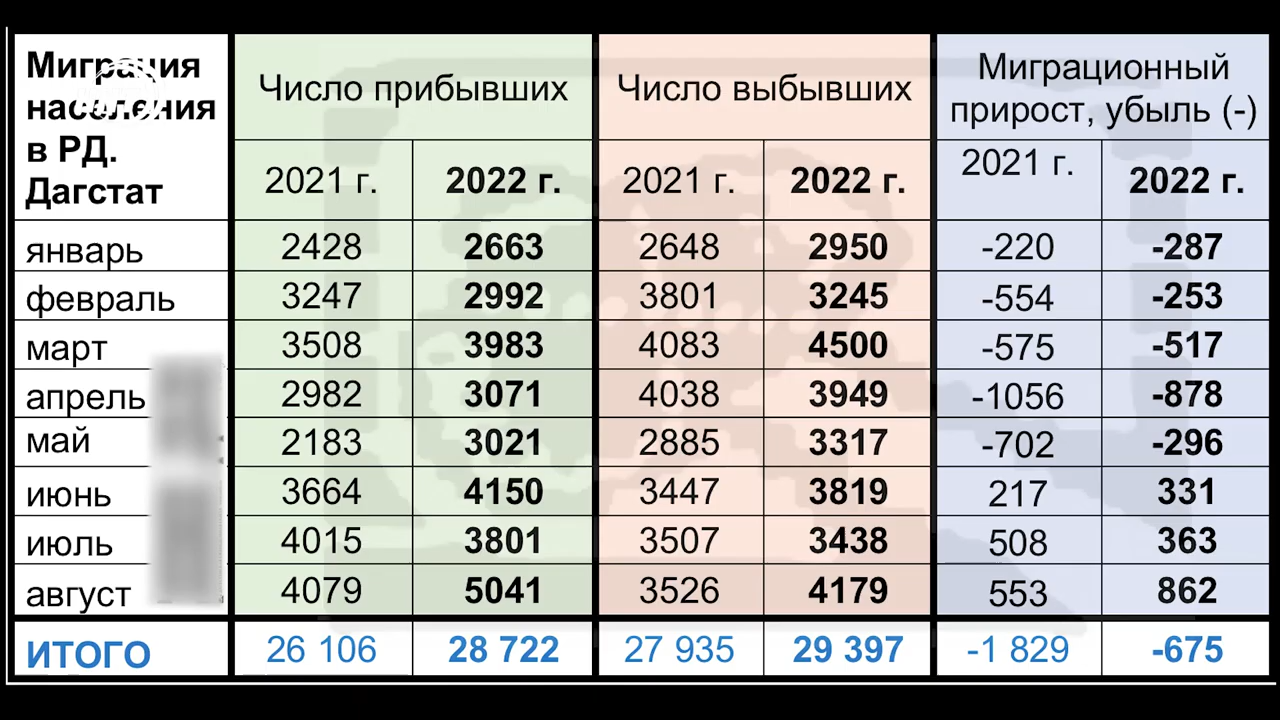 Миграция
населения
в РД.
Дагстат
Число прибывших
Число выбывших
Миграционный
прирост, убыль (-)
2021 г. 2022 г. 2021 г. 2022 г. 2021 г. 2022 г.
январь 2428 2663 2648 2950 -220 -287
февраль 3247 2992 3801 3245 -554 -253
март 3508 3983 4083 4500 -575 -517
апрель 2982 3071 4038 3949 -1056 -878
май 2183 3021 2885 3317 -702 -296
июнь 3664 4150 3447 3819 217 331
июль 4015 3801 3507 3438 508 363
август 4079 5041 3526 4179 553 862
ИТОГО 26 106 28 722 27 935 29 397 -1 829 -675